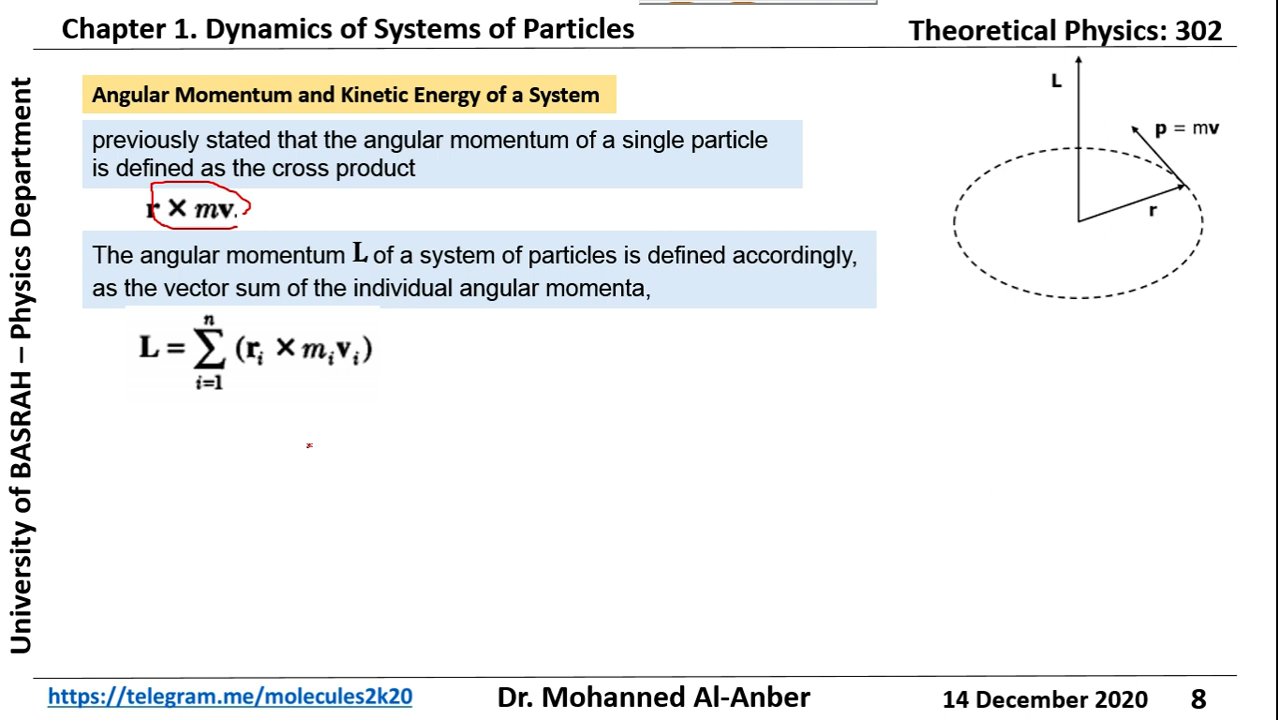 Chapter 1. Dynamics of Systems of Particles
Theoretical Physics: 302
University of BASRAH – Physics Department
Angular Momentum and Kinetic Energy of a System
previously stated that the angular momentum of a single particle
is defined as the cross product
r × mv.
The angular momentum L of a system of particles is defined accordingly,
as the vector sum of the individual angular momenta,
L = ∑ⁿᵢ₌₁ (rᵢ × mᵢvᵢ)
L
p = mv
r
https://telegram.me/molecules2k20
Dr. Mohanned Al-Anber
14 December 2020
8